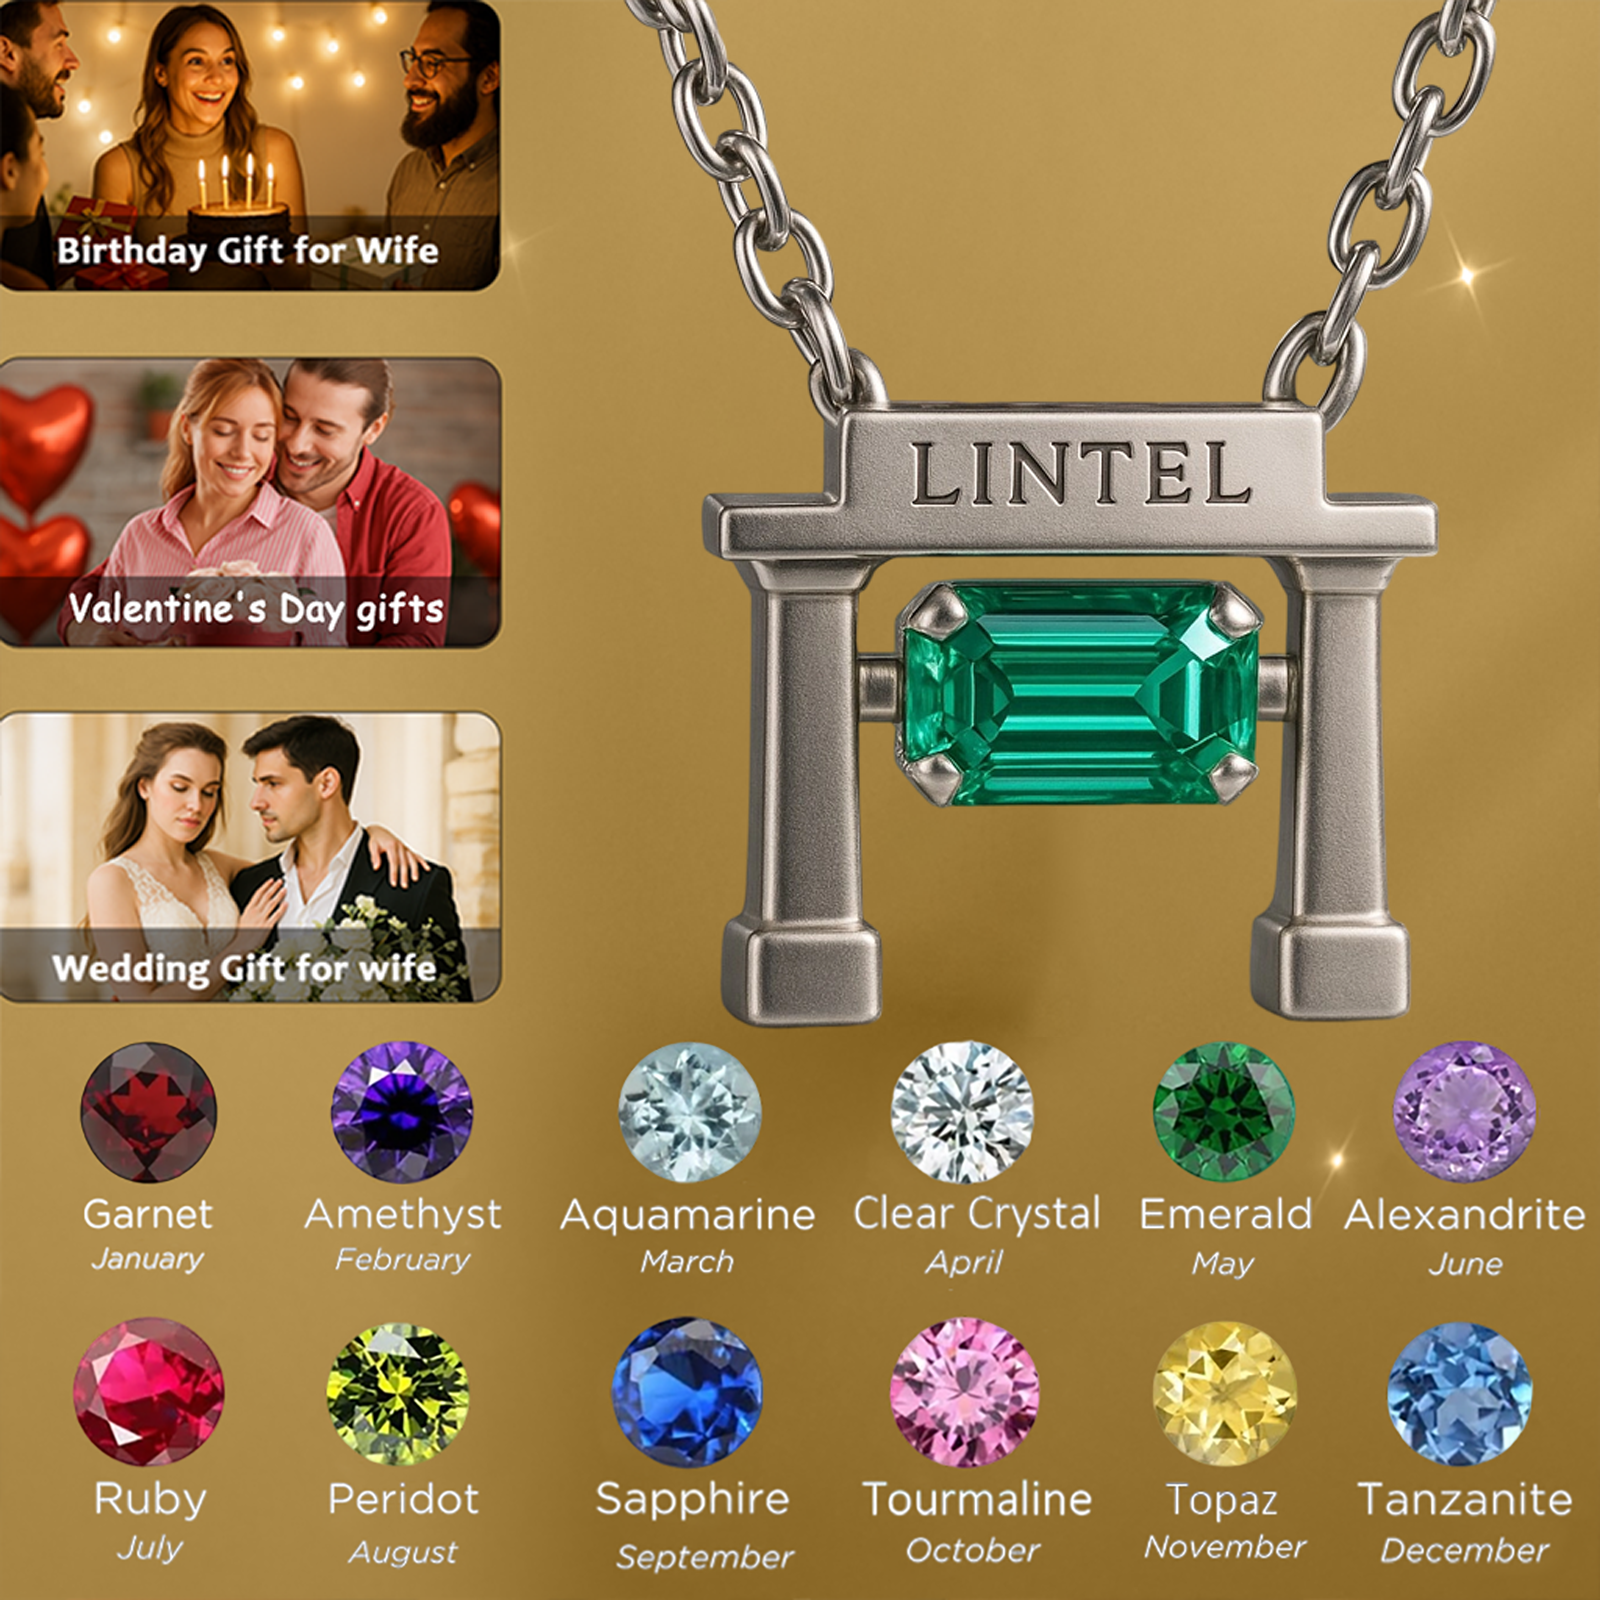 Birthday Gift for Wife
Valentine's Day gifts
Wedding Gift for wife
LINTEL
Garnet
January
Amethyst
February
Aquamarine
March
Clear Crystal
April
Emerald
May
Alexandrite
June
Ruby
July
Peridot
August
Sapphire
September
Tourmaline
October
Topaz
November
Tanzanite
December